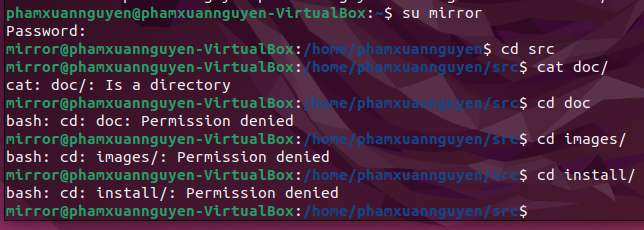 phamxuannguyen@phamxuannguyen-VirtualBox:~$ su mirror
Password:
mirror@phamxuannguyen-VirtualBox:/home/phamxuannguyen$ cd src
mirror@phamxuannguyen-VirtualBox:/home/phamxuannguyen/src$ cat doc/
cat: doc/: Is a directory
mirror@phamxuannguyen-VirtualBox:/home/phamxuannguyen/src$ cd doc
bash: cd: doc: Permission denied
mirror@phamxuannguyen-VirtualBox:/home/phamxuannguyen/src$ cd images/
bash: cd: images/: Permission denied
mirror@phamxuannguyen-VirtualBox:/home/phamxuannguyen/src$ cd install/
bash: cd: install/: Permission denied
mirror@phamxuannguyen-VirtualBox:/home/phamxuannguyen/src$